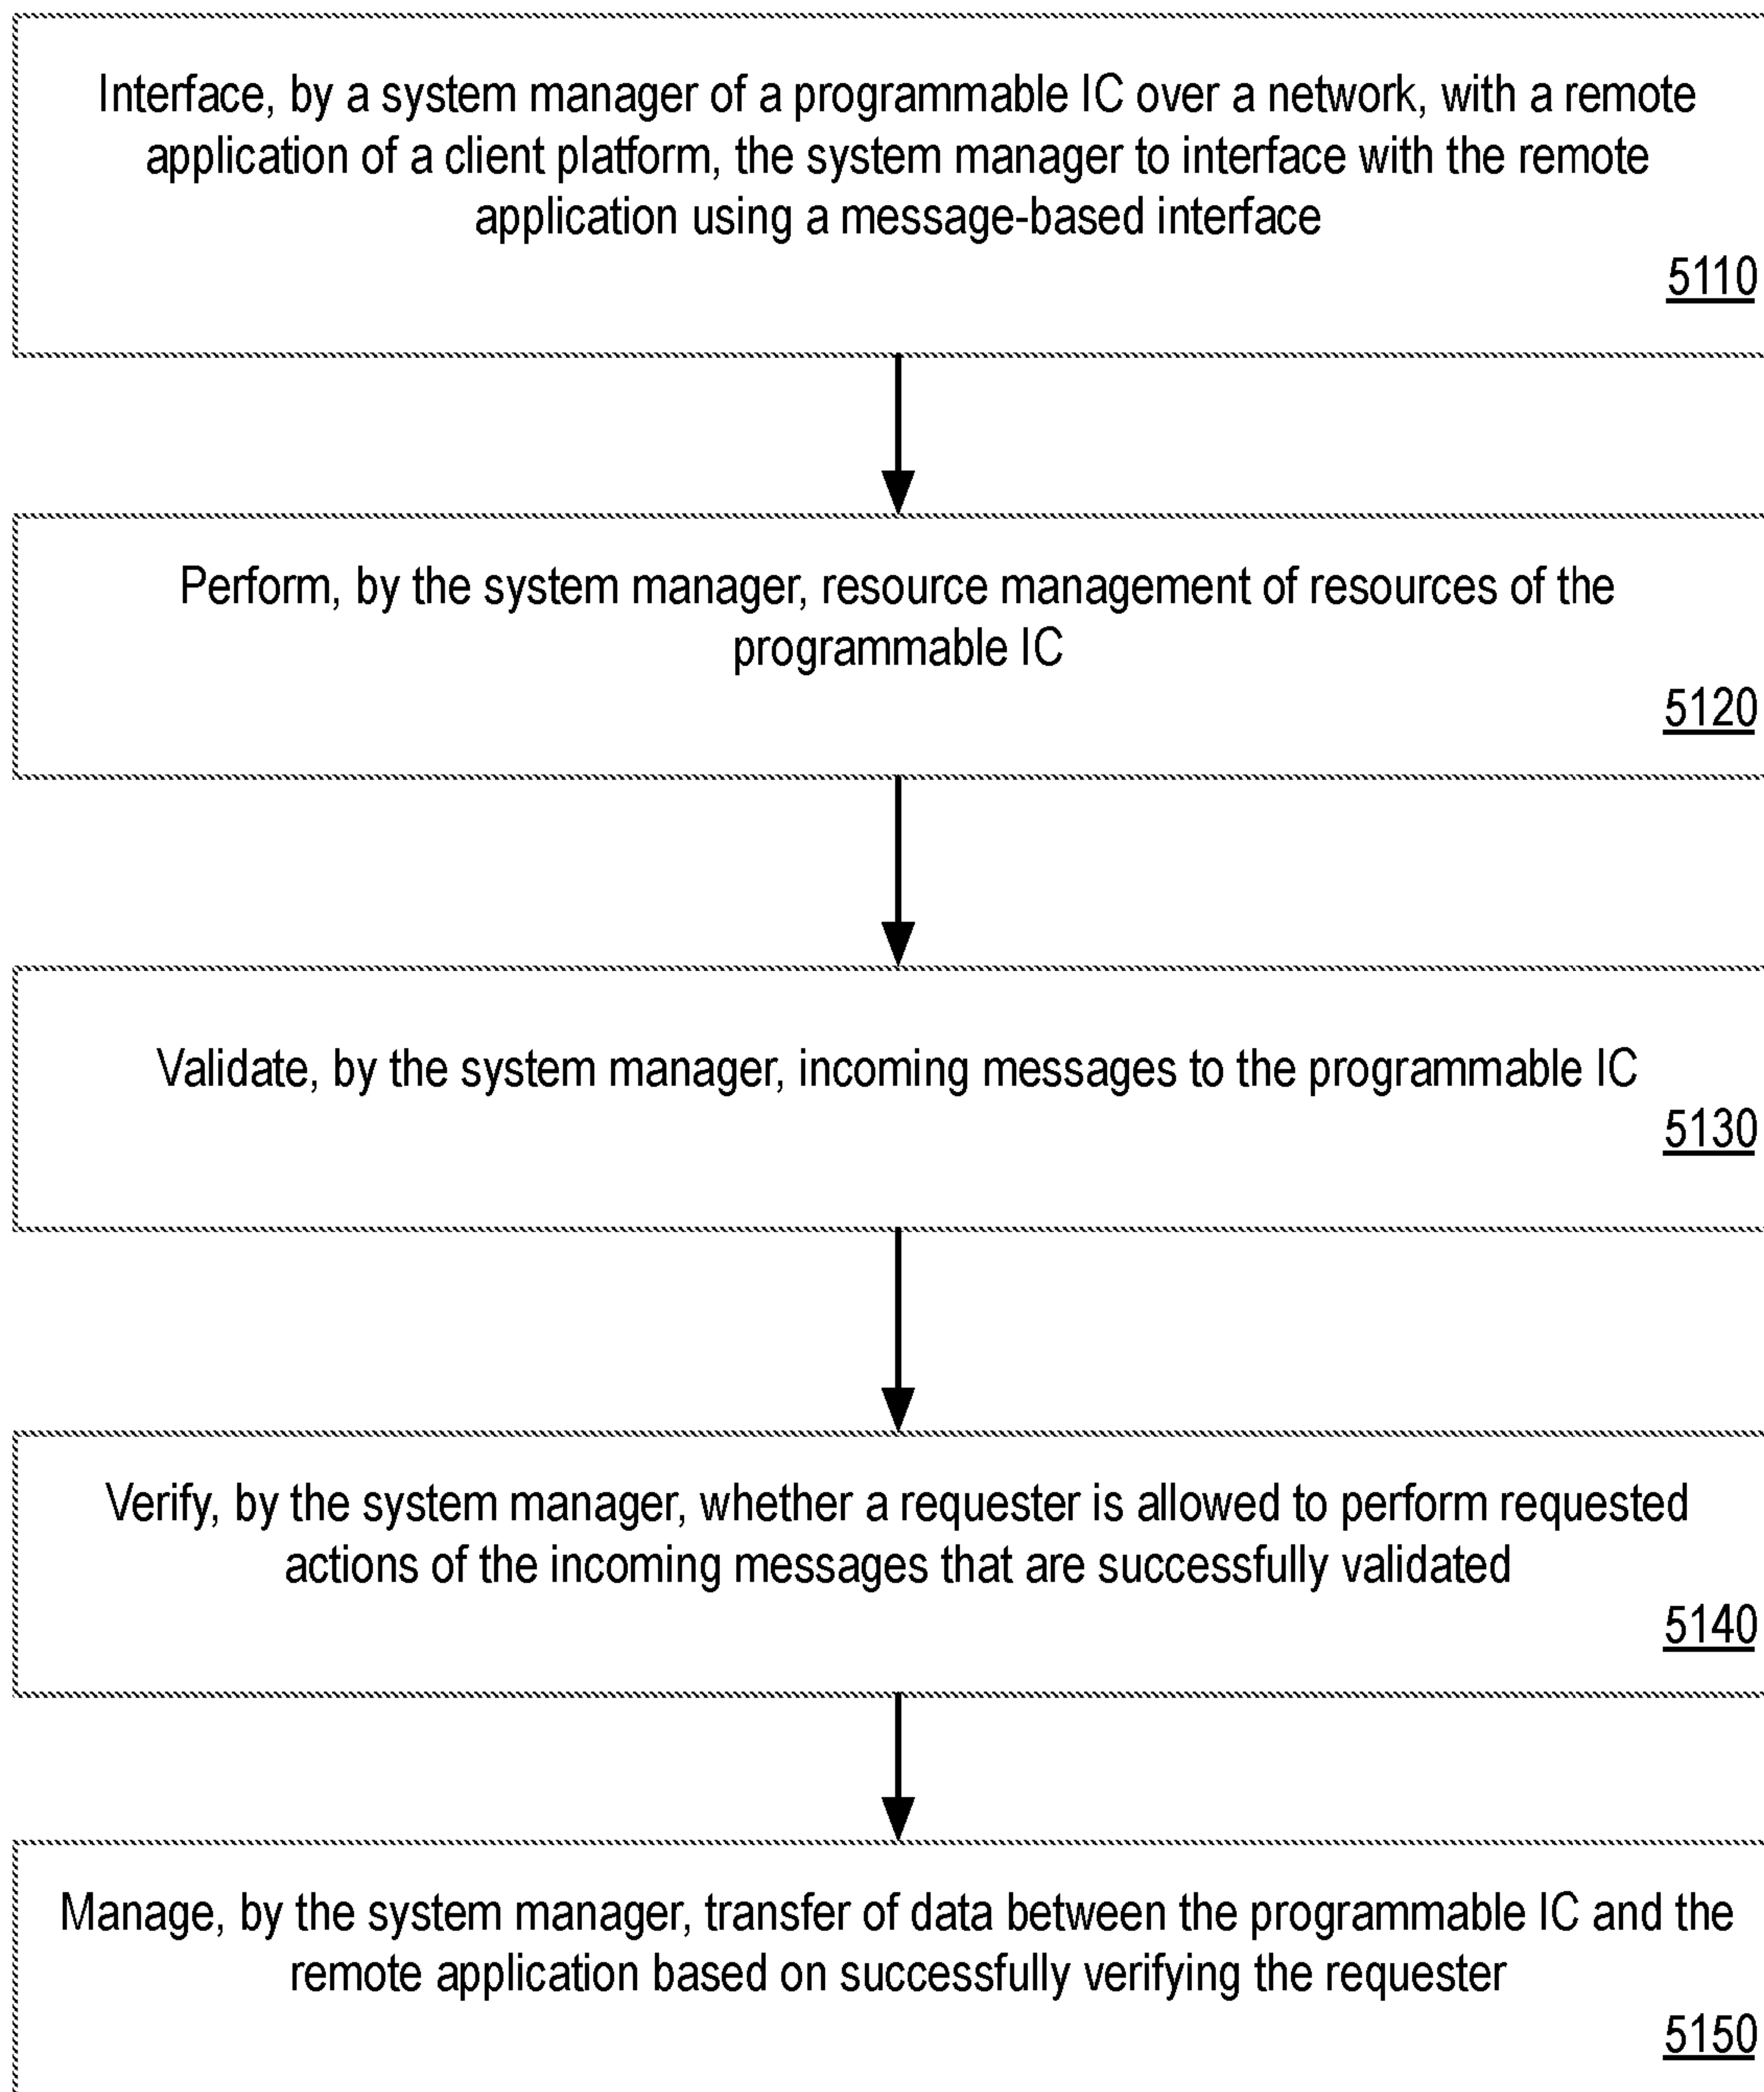 Interface, by a system manager of a programmable IC over a network, with a remote
application of a client platform, the system manager to interface with the remote
application using a message-based interface
5110
Perform, by the system manager, resource management of resources of the
programmable IC
5120
Validate, by the system manager, incoming messages to the programmable IC
5130
Verify, by the system manager, whether a requester is allowed to perform requested
actions of the incoming messages that are successfully validated
5140
Manage, by the system manager, transfer of data between the programmable IC and the
remote application based on successfully verifying the requester
5150